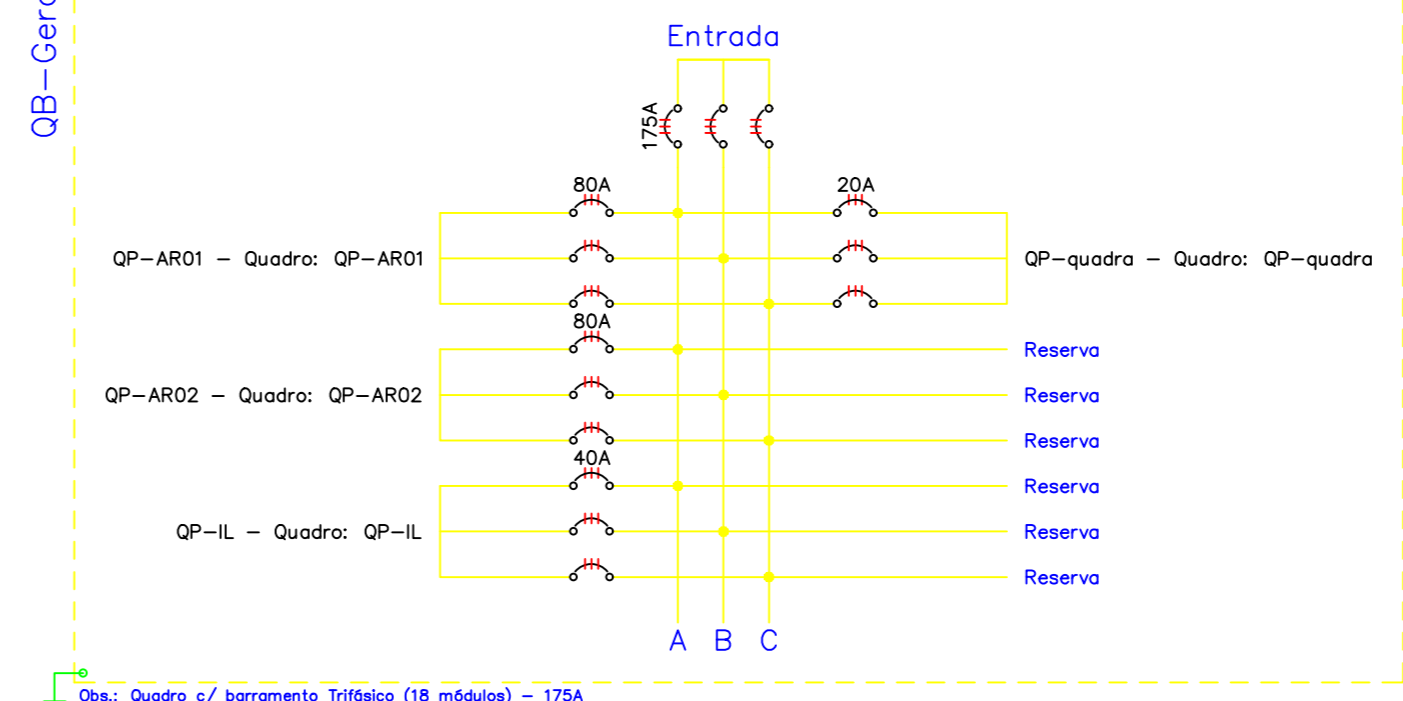 QB-Gera
Entrada
175A
80A
20A
QP-AR01 - Quadro: QP-AR01
QP-quadra - Quadro: QP-quadra
80A
Reserva
QP-AR02 - Quadro: QP-AR02
Reserva
Reserva
40A
Reserva
QP-IL - Quadro: QP-IL
Reserva
Reserva
A B C
Obs.: Quadro c/ barramento Trifásico (18 módulos) - 175A